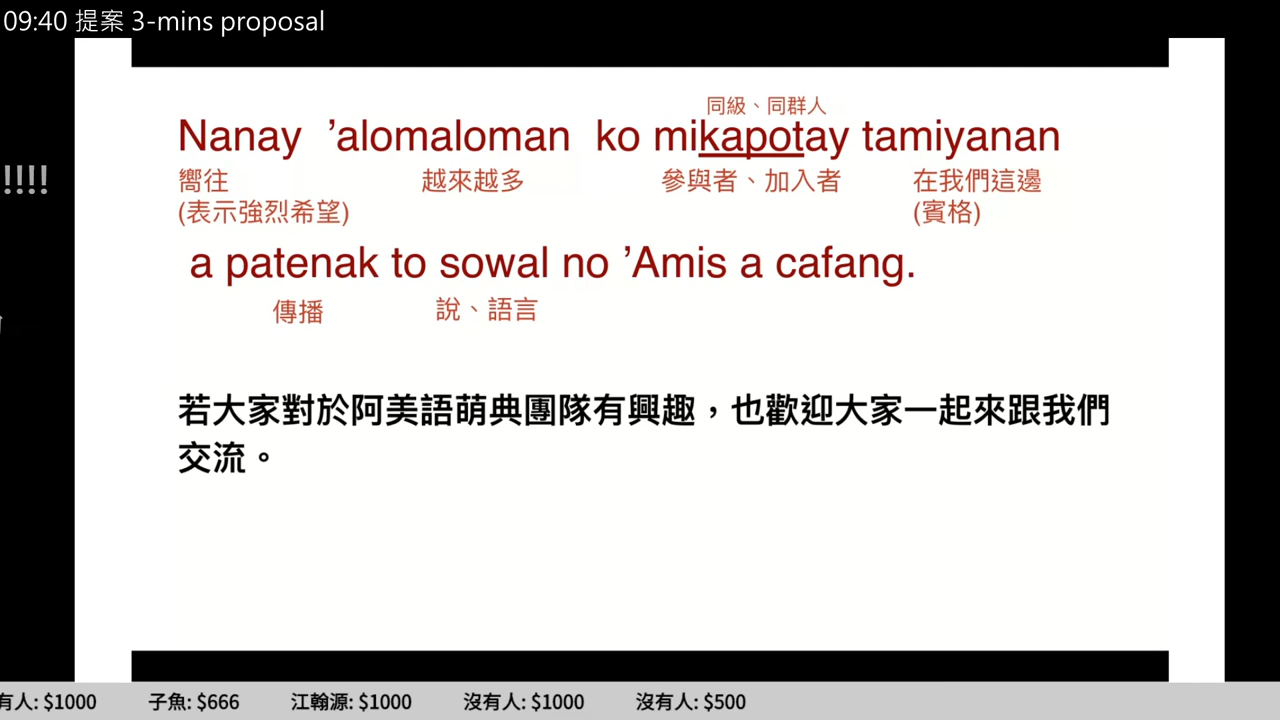 09:40 提案 3-mins proposal
!!!!
同級、同群人
Nanay ’alomaloman ko mikapotay tamiyanan
嚮往 越來越多 參與者、加入者 在我們這邊
(表示強烈希望) (賓格)
a patenak to sowal no ’Amis a cafang.
傳播 說、語言
若大家對於阿美語萌典團隊有興趣，也歡迎大家一起來跟我們
交流。
有人: $1000 子魚: $666 江翰源: $1000 沒有人: $1000 沒有人: $500